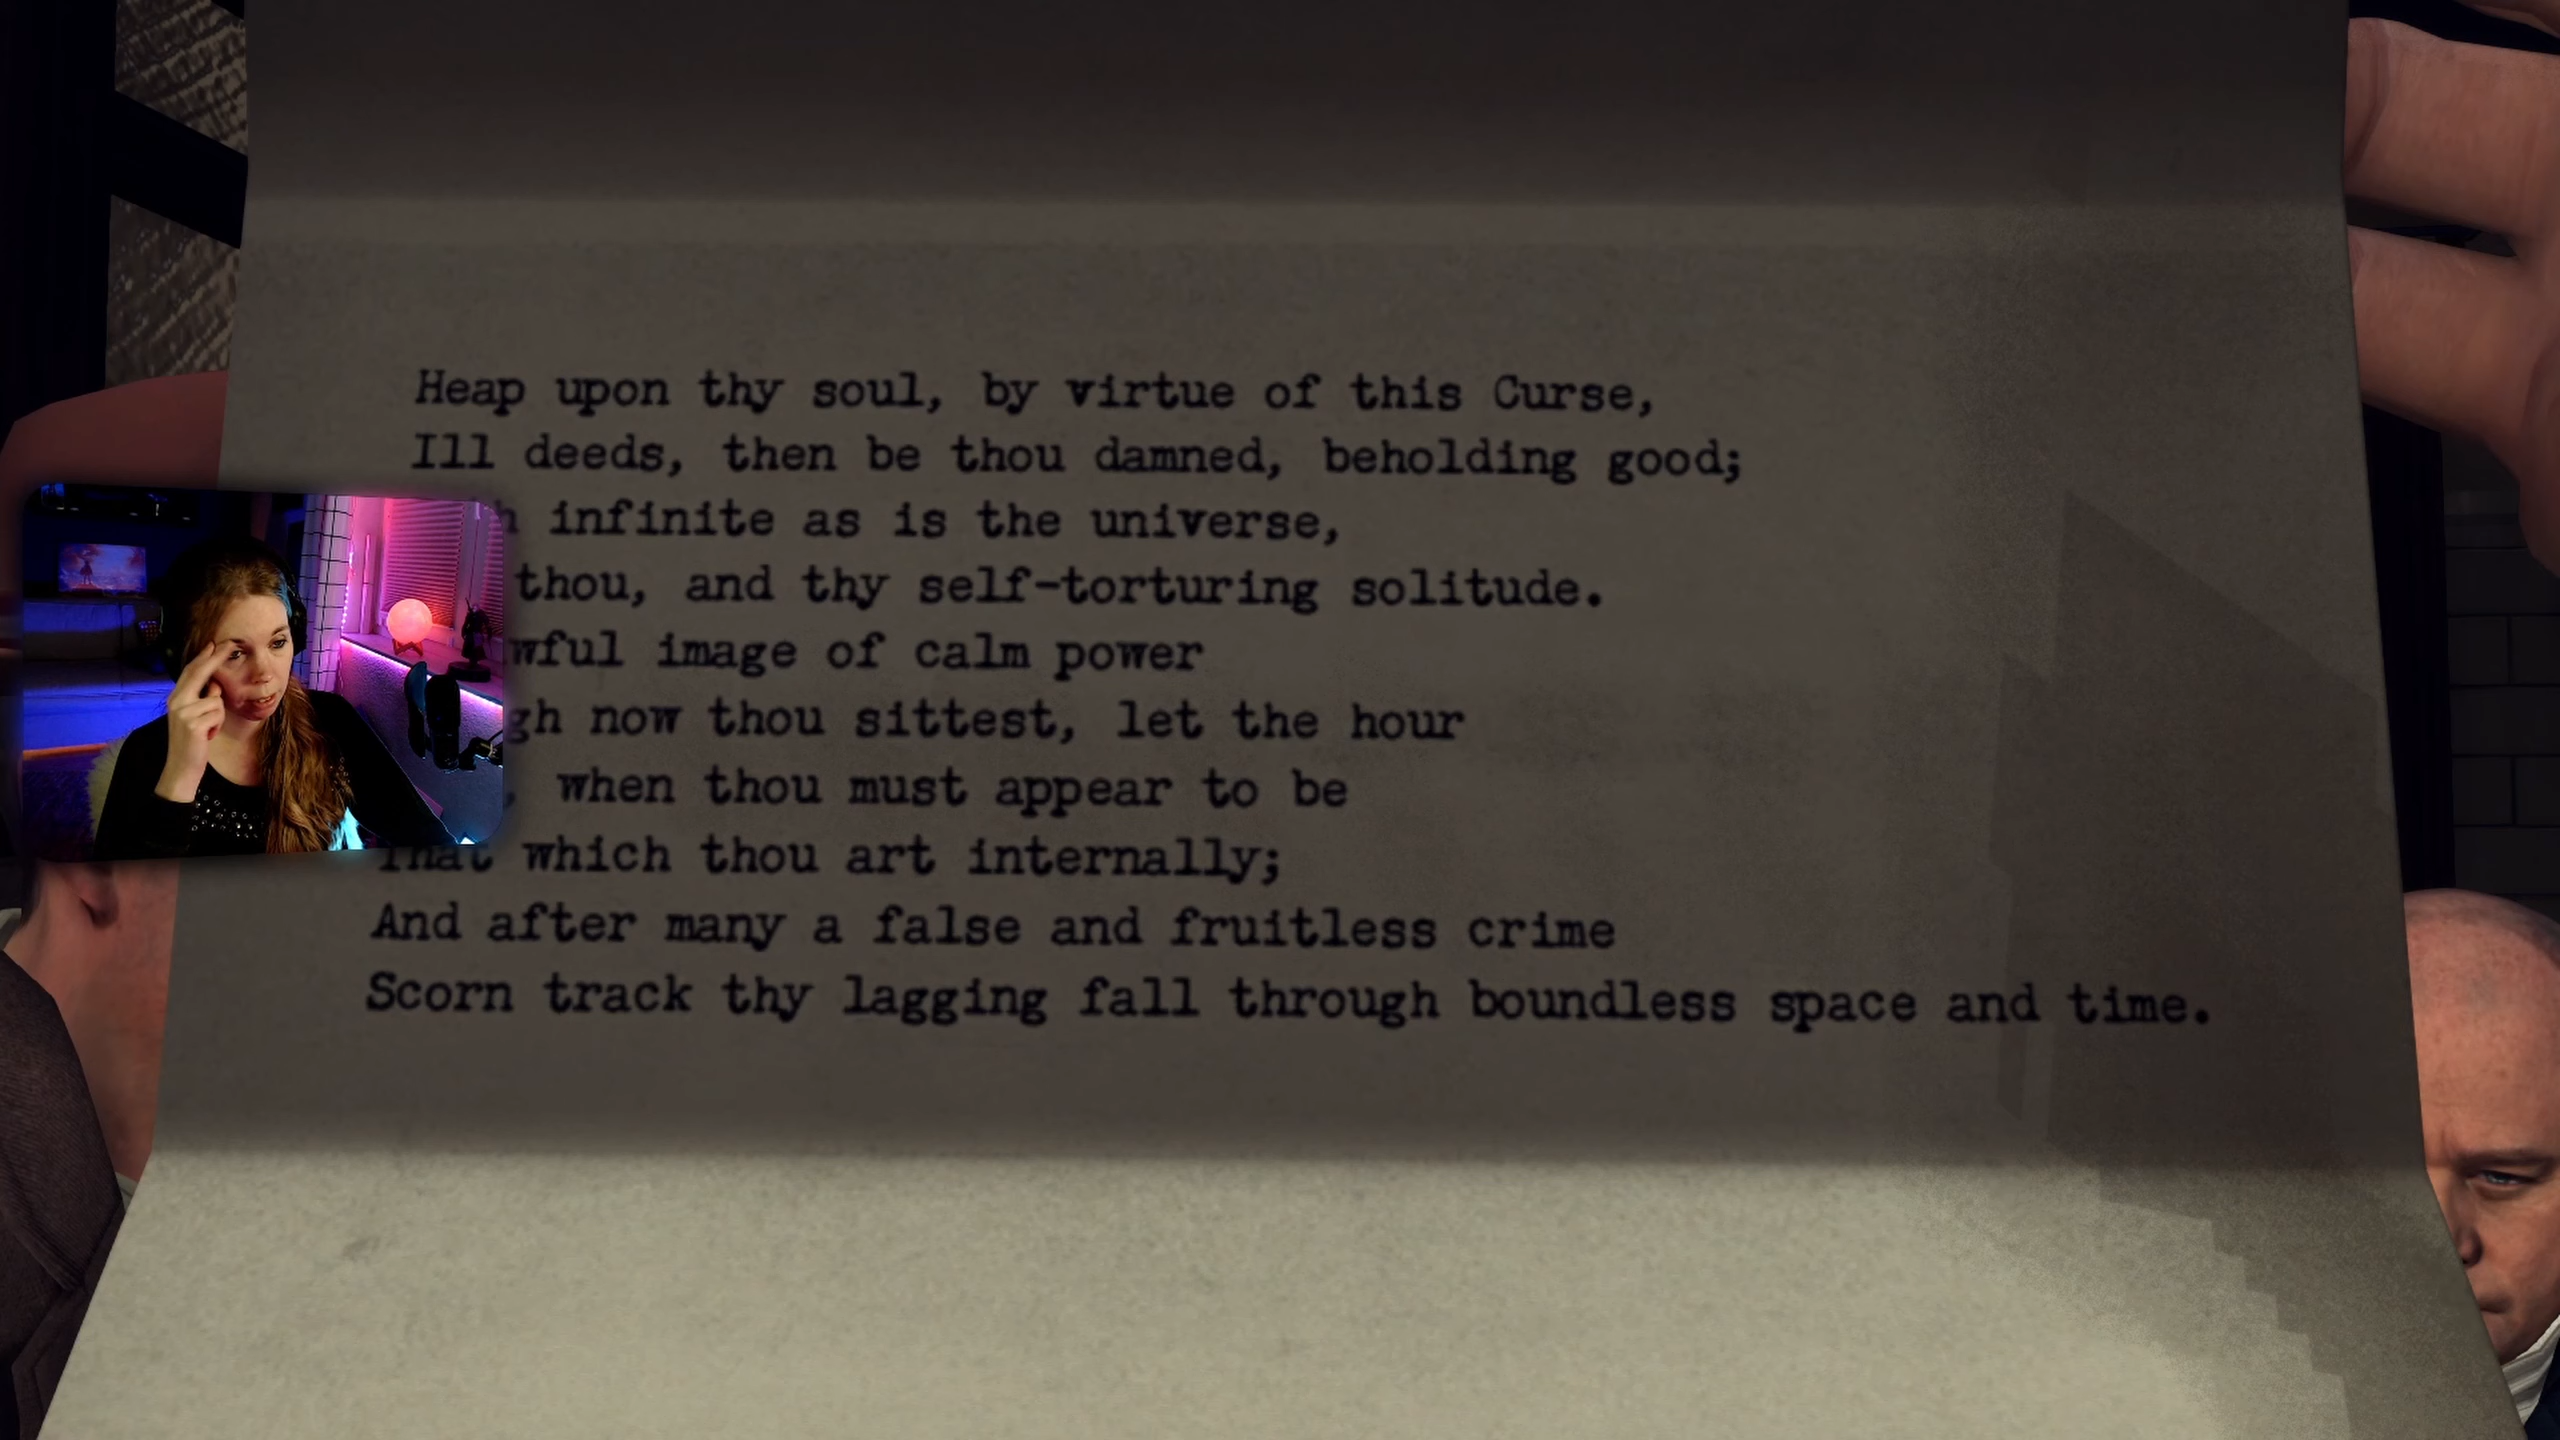 Heap upon thy soul, by virtue of this Curse,
Ill deeds, then be thou damned, beholding good;
infinite as is the universe,
thou, and thy self-torturing solitude.
image of calm power
now thou sittest, let the hour
when thou must appear to be
That which thou art internally;
And after many a false and fruitless crime
Scorn track thy lagging fall through boundless space and time.